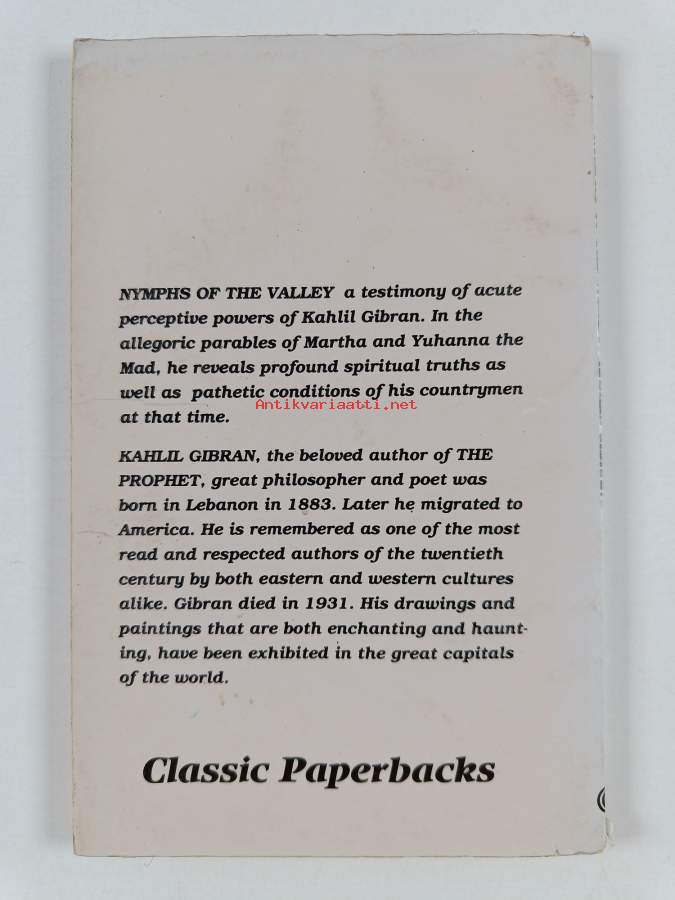 NYMPHS OF THE VALLEY a testimony of acute
perceptive powers of Kahlil Gibran. In the
allegoric parables of Martha and Yuhanna the
Mad, he reveals profound spiritual truths as
well as pathetic conditions of his countrymen
Antikvariaatti.net
at that time.
KAHLIL GIBRAN, the beloved author of THE
PROPHET, great philosopher and poet was
born in Lebanon in 1883. Later he migrated to
America. He is remembered as one of the most
read and respected authors of the twentieth
century by both eastern and western cultures
alike. Gibran died in 1931. His drawings and
paintings that are both enchanting and haunt-
ing, have been exhibited in the great capitals
of the world.
Classic Paperbacks